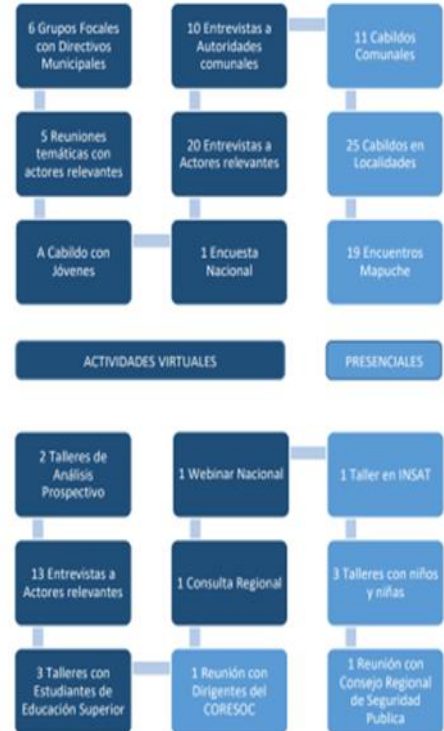 6 Grupos Focales
con Directivos
Municipales
5 Reuniones
temáticas con
actores relevantes
A Cabildo con
Jóvenes
10 Entrevistas a
Autoridades
comunales
20 Entrevistas a
Actores relevantes
1 Encuesta
Nacional
11 Cabildos
Comunales
25 Cabildos en
Localidades
19 Encuentros
Mapuche
ACTIVIDADES VIRTUALES
PRESENCIALES
2 Talleres de
Análisis
Prospectivo
13 Entrevistas a
Actores relevantes
3 Talleres con
Estudiantes de
Educación Superior
1 Webinar Nacional
1 Consulta Regional
1 Reunión con
Dirigentes del
CORESOC
1 Taller en INSAT
3 Talleres con niños
y niñas
1 Reunión con
Consejo Regional
de Seguridad
Publica